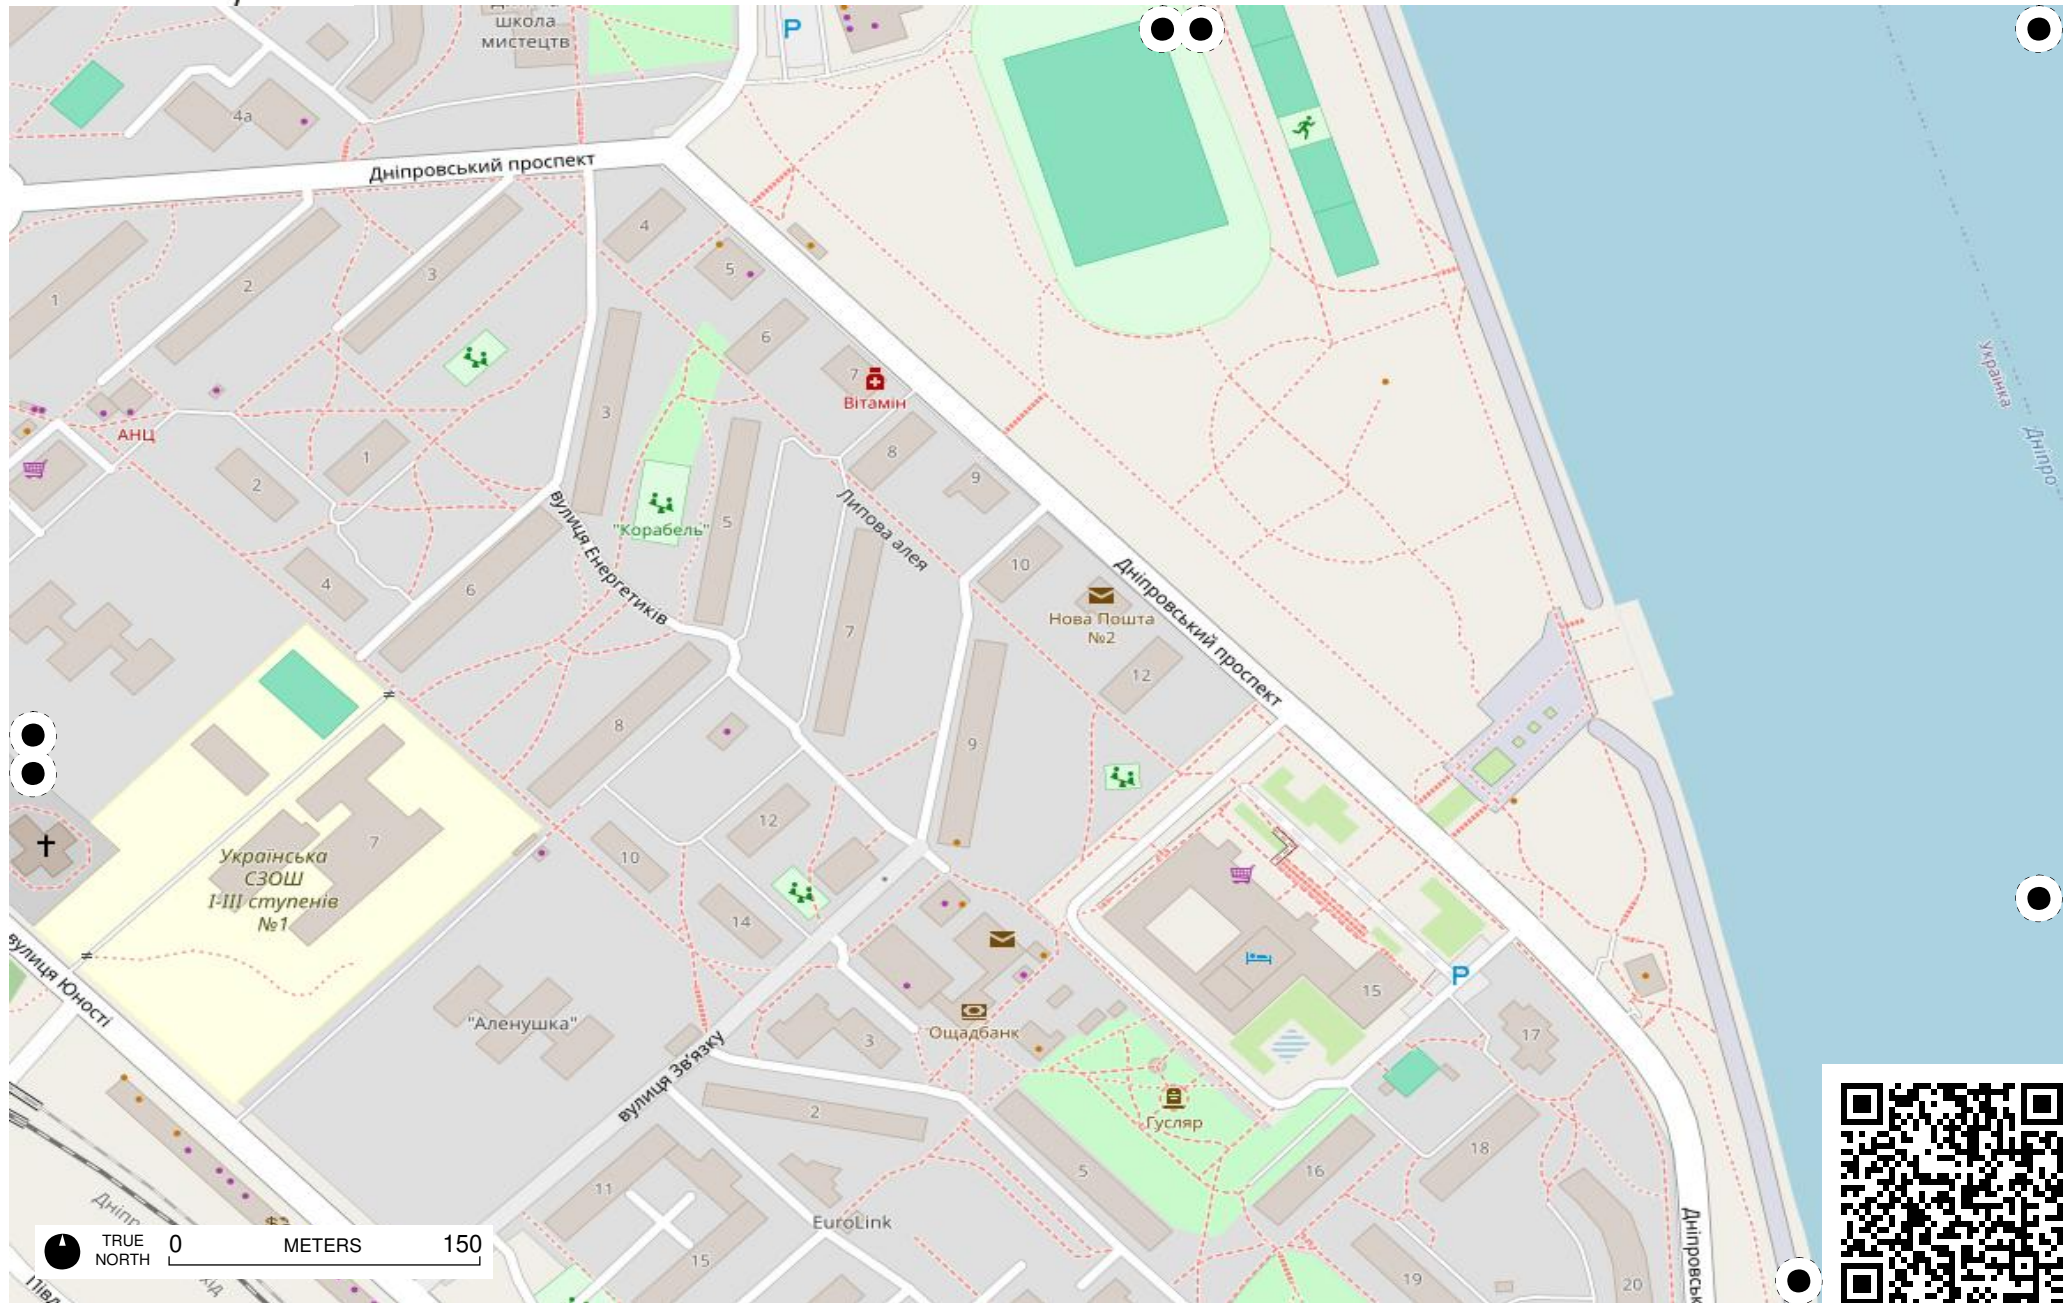 школа
мистецтв
P
4а
Дніпровський проспект
4
1
2
3
5
6
7
Вітамін
Українка
Дніпро
АНЦ
3
1
2
8
9
"Корабель"
5
Липова алея
вулиця Енергетиків
4
6
10
Дніпровський проспект
Нова Пошта
№2
7
12
8
9
12
10
7
Українська
СЗОШ
І-ІІІ ступенів
№1
14
вулиця Юності
"Аленушка"
P
15
17
3
Ощадбанк
вулиця Зв'язку
2
Гусляр
18
5
16
11
EuroLink
15
19
20
TRUE
NORTH
0 METERS 150